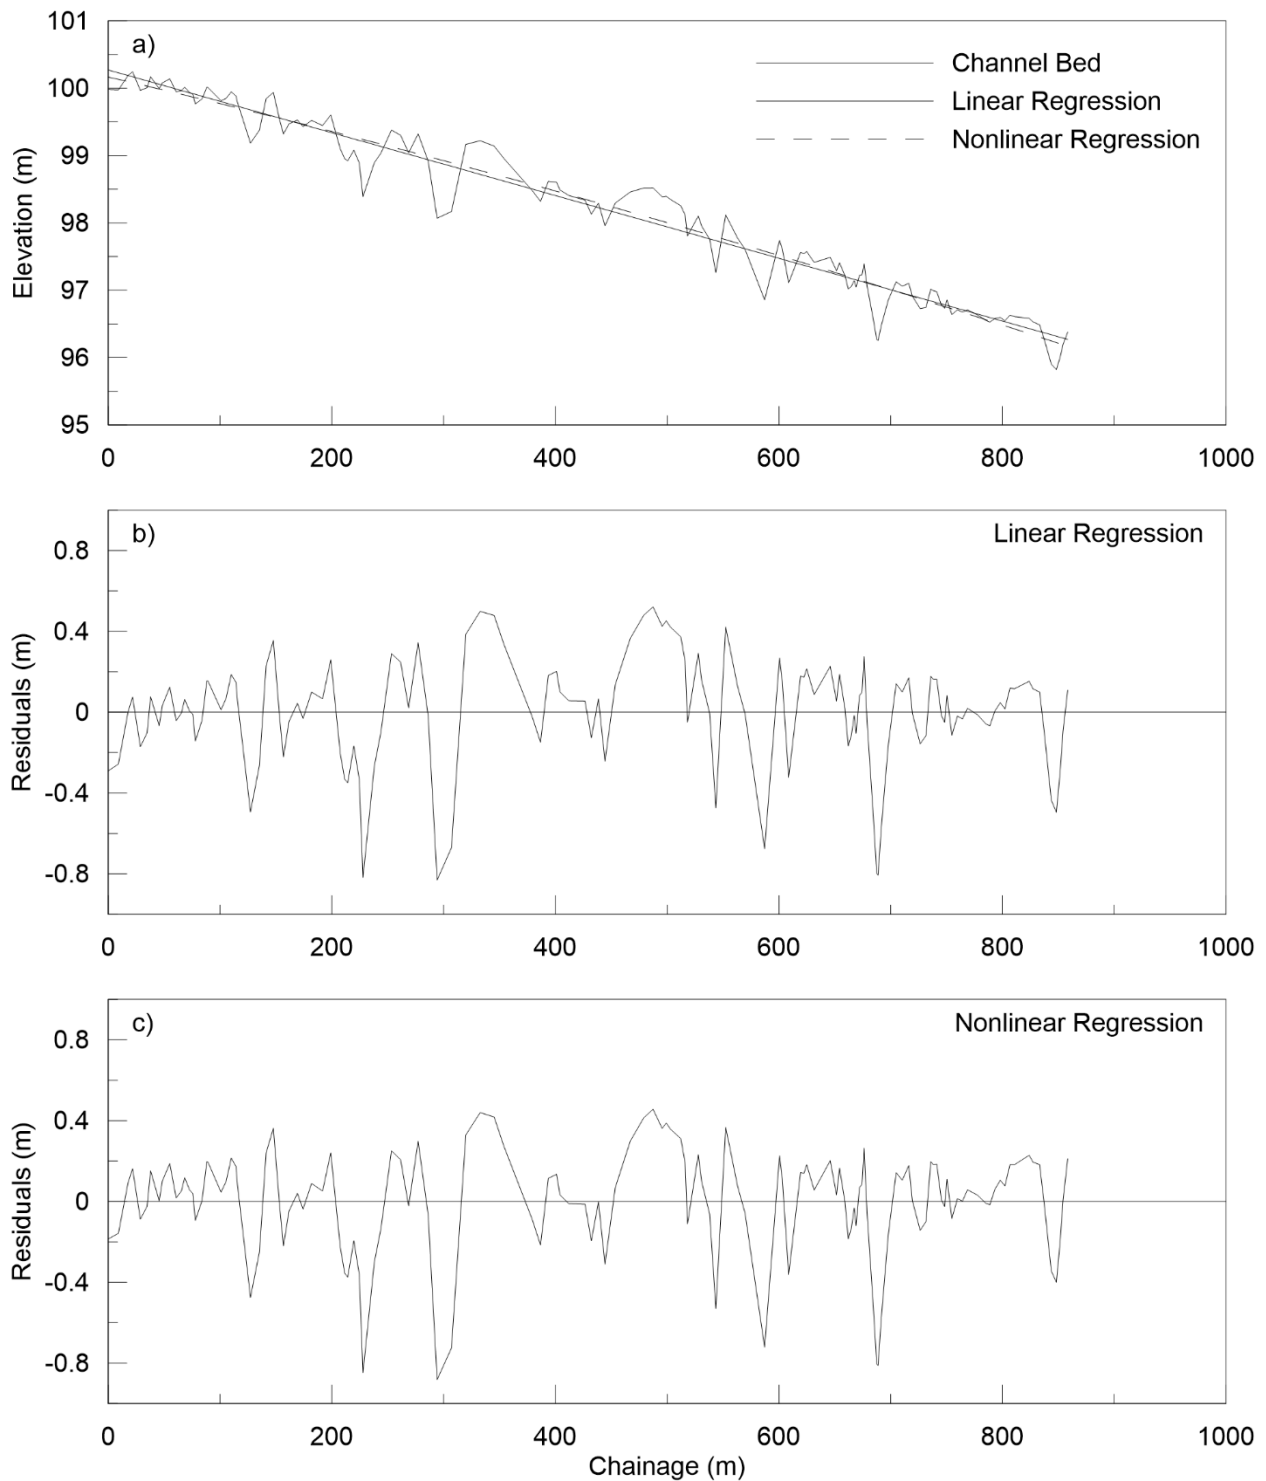 101
a)
Channel Bed
100
Linear Regression
Nonlinear Regression
99
Elevation (m)
98
97
96
95
0 200 400 600 800 1000
b) Linear Regression
0.8
0.4
Residuals (m)
0
-0.4
-0.8
0 200 400 600 800 1000
c) Nonlinear Regression
0.8
0.4
Residuals (m)
0
-0.4
-0.8
0 200 400 600 800 1000
Chainage (m)